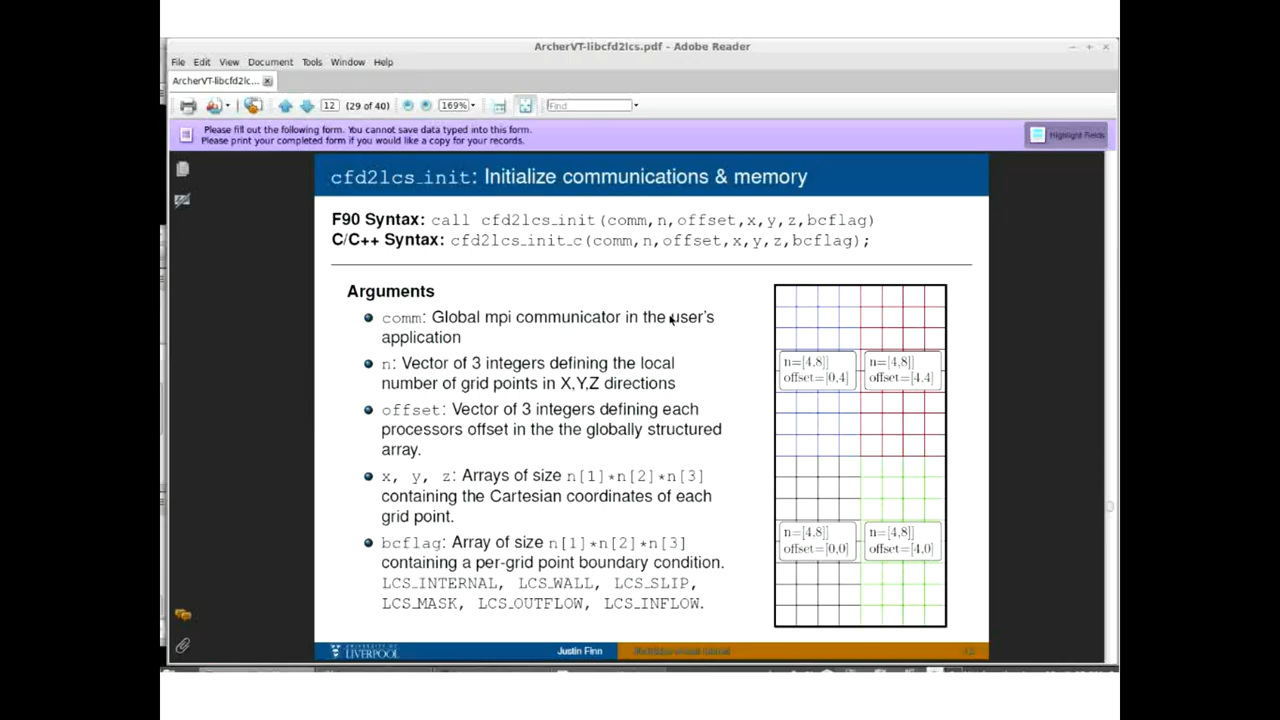 ArcherVT-libcfd2lcs.pdf - Adobe Reader
File Edit View Document Tools Window Help
ArcherVT-libcfd2lc...
12 (29 of 40) 169% Find
Please fill out the following form. You cannot save data typed into this form.
Please print your completed form if you would like a copy for your records.
Highlight Fields
cfd2lcs_init: Initialize communications & memory
F90 Syntax: call cfd2lcs_init(comm,n,offset,x,y,z,bcflag)
C/C++ Syntax: cfd2lcs_init_c(comm,n,offset,x,y,z,bcflag);
Arguments
comm: Global mpi communicator in the user's
application
n: Vector of 3 integers defining the local
number of grid points in X,Y,Z directions
offset: Vector of 3 integers defining each
processors offset in the the globally structured
array.
x, y, z: Arrays of size n[1]*n[2]*n[3]
containing the Cartesian coordinates of each
grid point.
bcflag: Array of size n[1]*n[2]*n[3]
containing a per-grid point boundary condition.
LCS_INTERNAL, LCS_WALL, LCS_SLIP,
LCS_MASK, LCS_OUTFLOW, LCS_INFLOW.
n=[4,8]]
offset=[0,4]
n=[4,8]]
offset=[4,4]
n=[4,8]]
offset=[0,0]
n=[4,8]]
offset=[4,0]
LIVERPOOL
Justin Finn